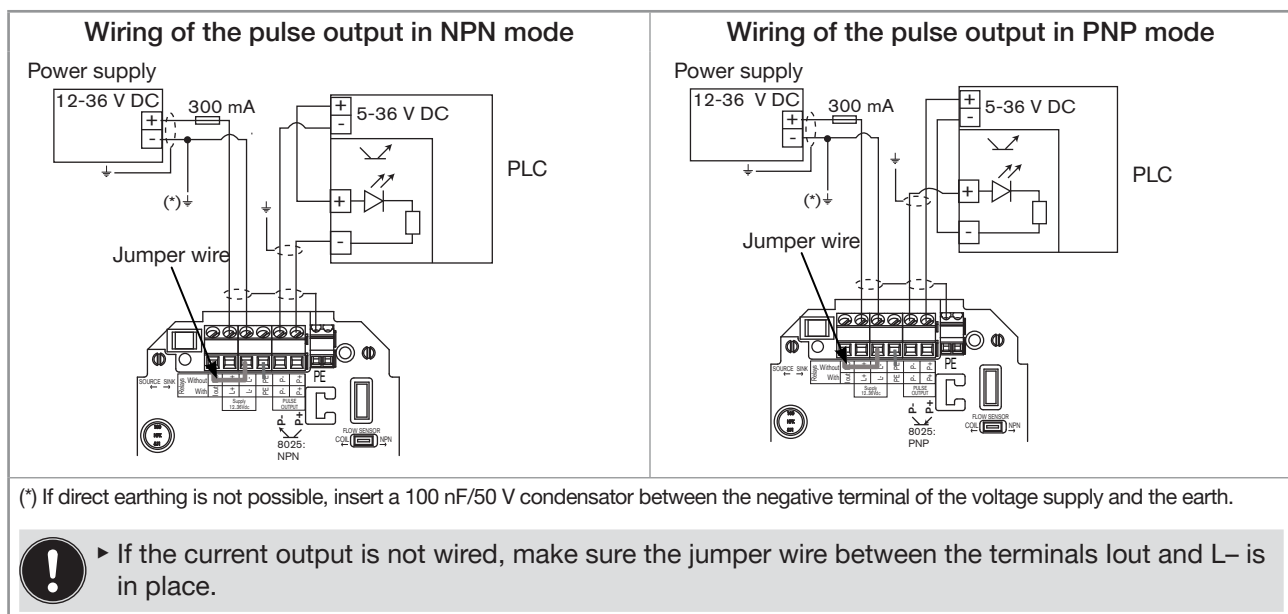 Wiring of the pulse output in NPN mode
Power supply
12-36 V DC
+
-
300 mA
+
-
5-36 V DC
PLC
+
-
(*)
Jumper wire
SOURCE SINK
Relays
Without
With
Iout
L+
L-
PE
P-
P+
Supply
12..36Vdc
PULSE
OUTPUT
PE
P-
P+
8025:
NPN
FLOW SENSOR
COIL
NPN
Wiring of the pulse output in PNP mode
Power supply
12-36 V DC
+
-
300 mA
+
-
5-36 V DC
PLC
+
-
(*)
Jumper wire
SOURCE SINK
Relays
Without
With
Iout
L+
L-
PE
P-
P+
Supply
12..36Vdc
PULSE
OUTPUT
PE
P-
P+
8025:
PNP
FLOW SENSOR
COIL
NPN
(*) If direct earthing is not possible, insert a 100 nF/50 V condensator between the negative terminal of the voltage supply and the earth.
! ▸ If the current output is not wired, make sure the jumper wire between the terminals Iout and L– is
in place.